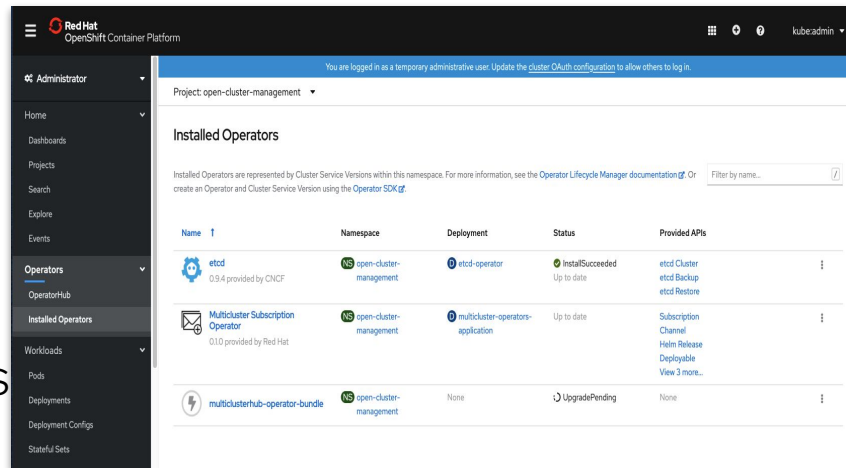 Red Hat
OpenShift Container Platform
kube:admin
You are logged in as a temporary administrative user. Update the cluster OAuth configuration to allow others to log in.
Administrator
Project: open-cluster-management
Home
Dashboards
Projects
Search
Explore
Events
Operators
OperatorHub
Installed Operators
Workloads
Pods
Deployments
Deployment Configs
Stateful Sets
S
Installed Operators
Installed Operators are represented by Cluster Service Versions within this namespace. For more information, see the Operator Lifecycle Manager documentation. Or
create an Operator and Cluster Service Version using the Operator SDK.
Filter by name...
/
Name Namespace Deployment Status Provided APIs
etcd
0.9.4 provided by CNCF
NS open-cluster-
management
D etcd-operator
InstallSucceeded
Up to date
etcd Cluster
etcd Backup
etcd Restore
Multicluster Subscription
Operator
0.1.0 provided by Red Hat
NS open-cluster-
management
D multicluster-operators-
application
Up to date
Subscription
Channel
Helm Release
Deployable
View 3 more...
multiclusterhub-operator-bundle
NS open-cluster-
management
None
UpgradePending
None